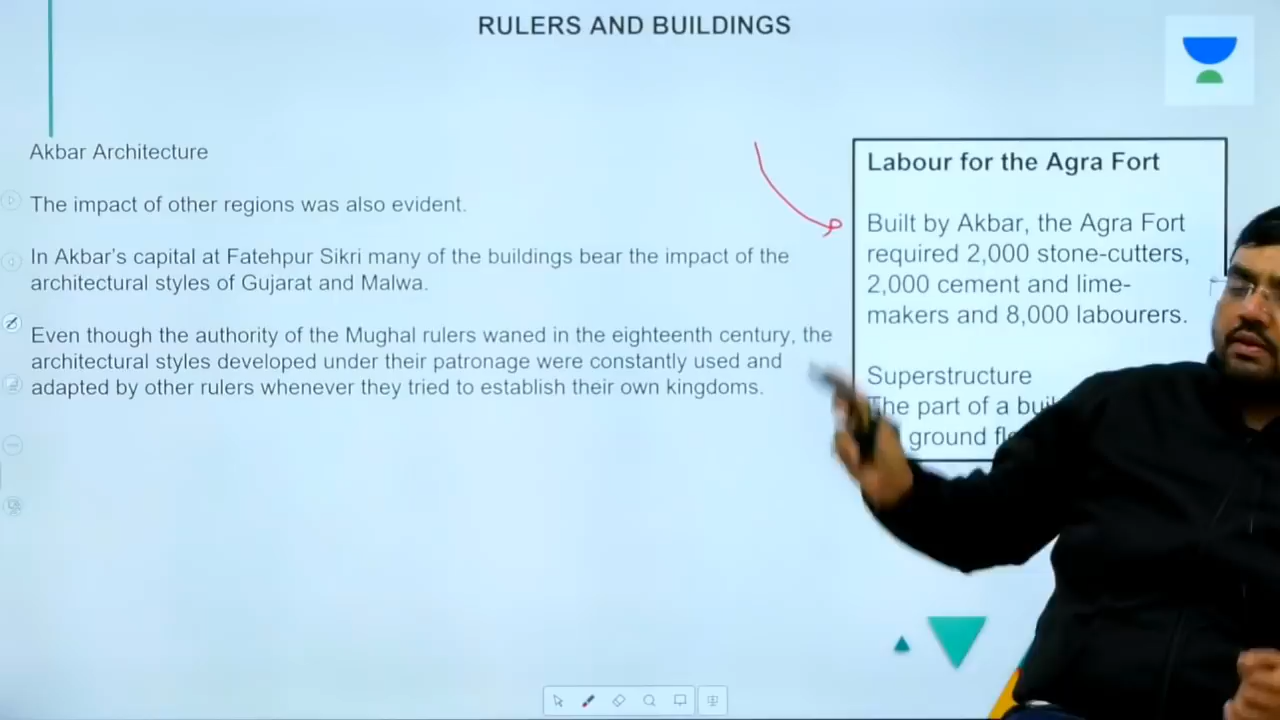 RULERS AND BUILDINGS
Akbar Architecture
The impact of other regions was also evident.
In Akbar's capital at Fatehpur Sikri many of the buildings bear the impact of the
architectural styles of Gujarat and Malwa.
Even though the authority of the Mughal rulers waned in the eighteenth century, the
architectural styles developed under their patronage were constantly used and
adapted by other rulers whenever they tried to establish their own kingdoms.
Labour for the Agra Fort
Built by Akbar, the Agra Fort
required 2,000 stone-cutters,
2,000 cement and lime-
makers and 8,000 labourers.
Superstructure
The part of a
ground